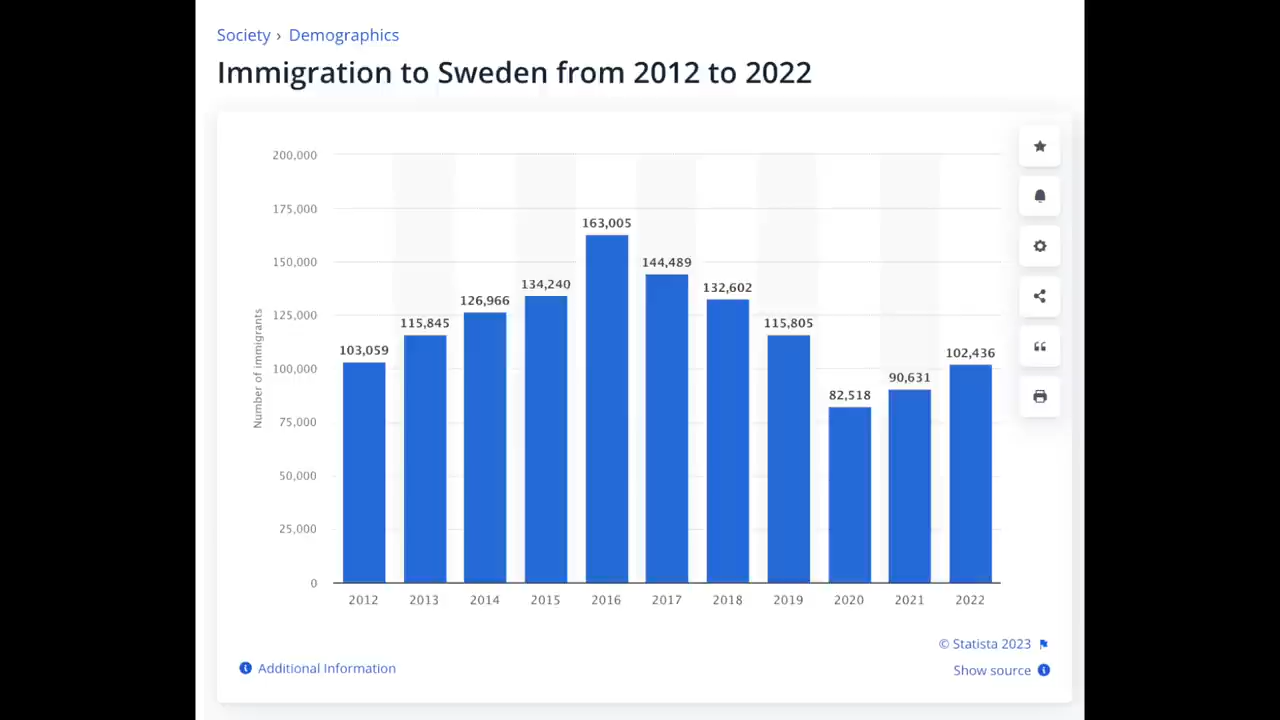 Society › Demographics
Immigration to Sweden from 2012 to 2022
200,000
175,000
150,000
125,000
100,000
75,000
50,000
25,000
0
Number of immigrants
103,059
115,845
126,966
134,240
163,005
144,489
132,602
115,805
82,518
90,631
102,436
2012 2013 2014 2015 2016 2017 2018 2019 2020 2021 2022
© Statista 2023
Additional Information
Show source